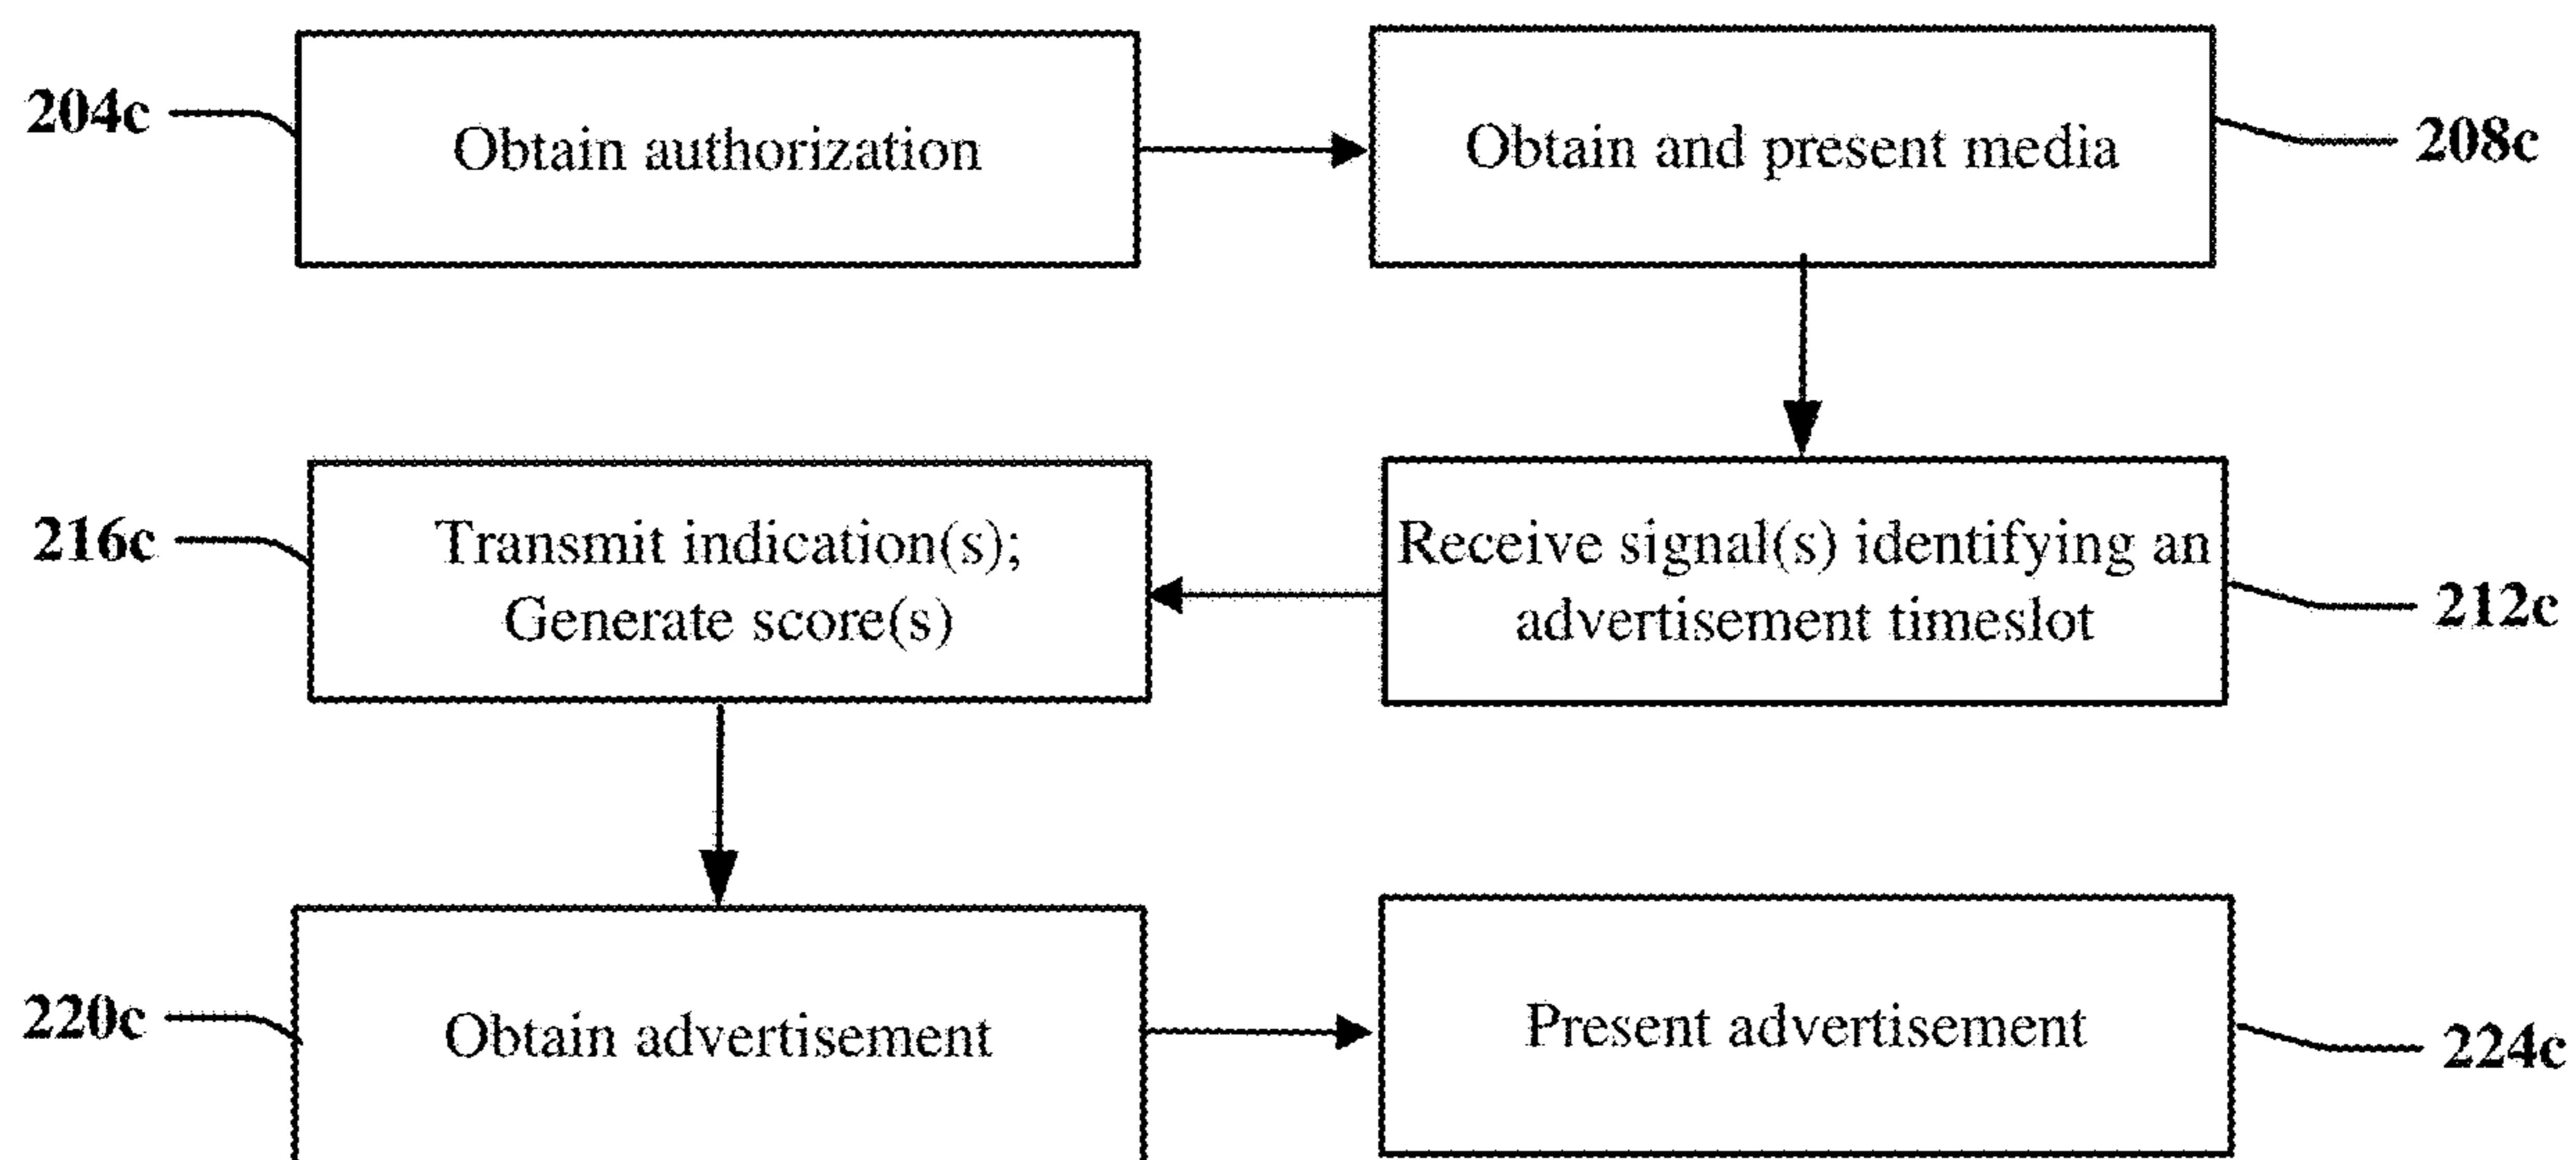 204c
Obtain authorization
Obtain and present media
208c
216c
Transmit indication(s);
Generate score(s)
Receive signal(s) identifying an
advertisement timeslot
212c
220c
Obtain advertisement
Present advertisement
224c